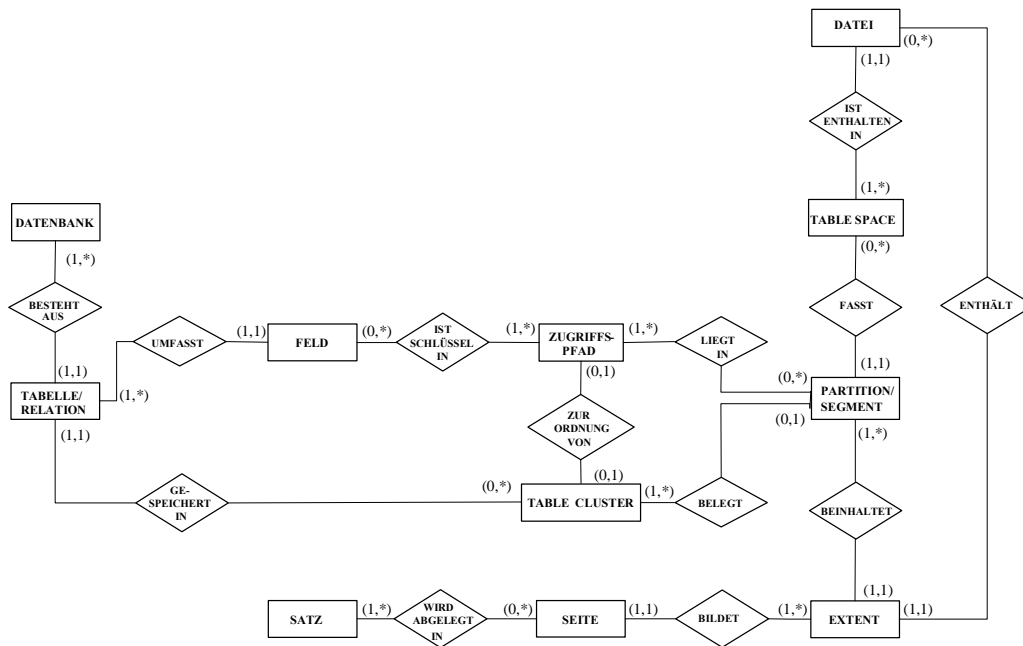 DATEI
(0,*)
(1,1)
IST
ENTHALTEN
IN
(1,*)
DATENBANK
TABLE SPACE
(1,*)
(0,*)
BESTEHT
AUS
FASST
ENTHÄLT
UMFASST
(1,1)
FELD
(0,*)
IST
SCHLÜSSEL
IN
(1,*)
ZUGRIFFS-
PFAD
(1,*)
LIEGT
IN
(1,1)
(0,1)
(1,1)
(0,*)
TABELLE/
RELATION
(1,*)
PARTITION/
SEGMENT
(1,1)
ZUR
ORDNUNG
VON
(0,1)
(1,*)
GE-
SPEICHERT
IN
(0,*)
(0,1)
TABLE CLUSTER
(1,*)
BELEGT
BEINHALTET
(1,1)
SATZ
(1,*)
WIRD
ABGELEGT
IN
(0,*)
SEITE
(1,1)
BILDET
(1,*)
EXTENT
(1,1)